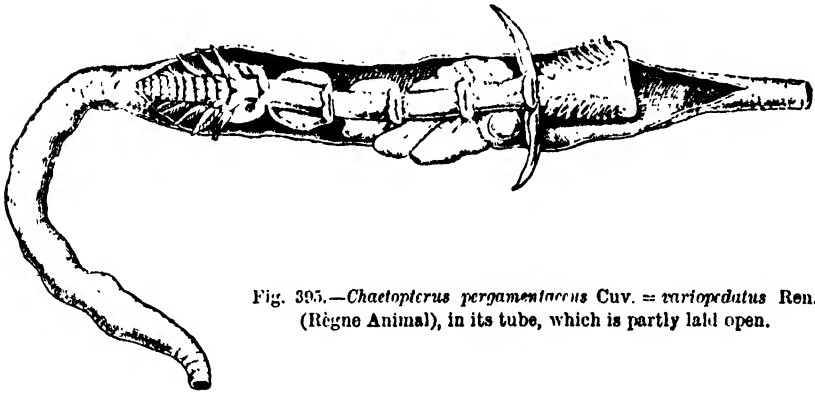 Fig. 395.—Chaetopterus pergamentaceus Cuv. = variopedatus Ren.
(Règne Animal), in its tube, which is partly laid open.